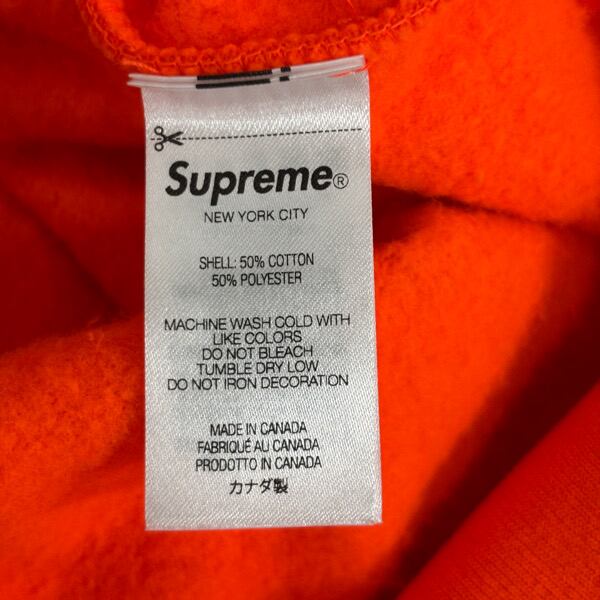 Supreme®
NEW YORK CITY
SHELL: 50% COTTON
50% POLYESTER
MACHINE WASH COLD WITH
LIKE COLORS
DO NOT BLEACH
TUMBLE DRY LOW
DO NOT IRON DECORATION
MADE IN CANADA
FABRIQUÉ AU CANADA
PRODOTTO IN CANADA
カナダ製